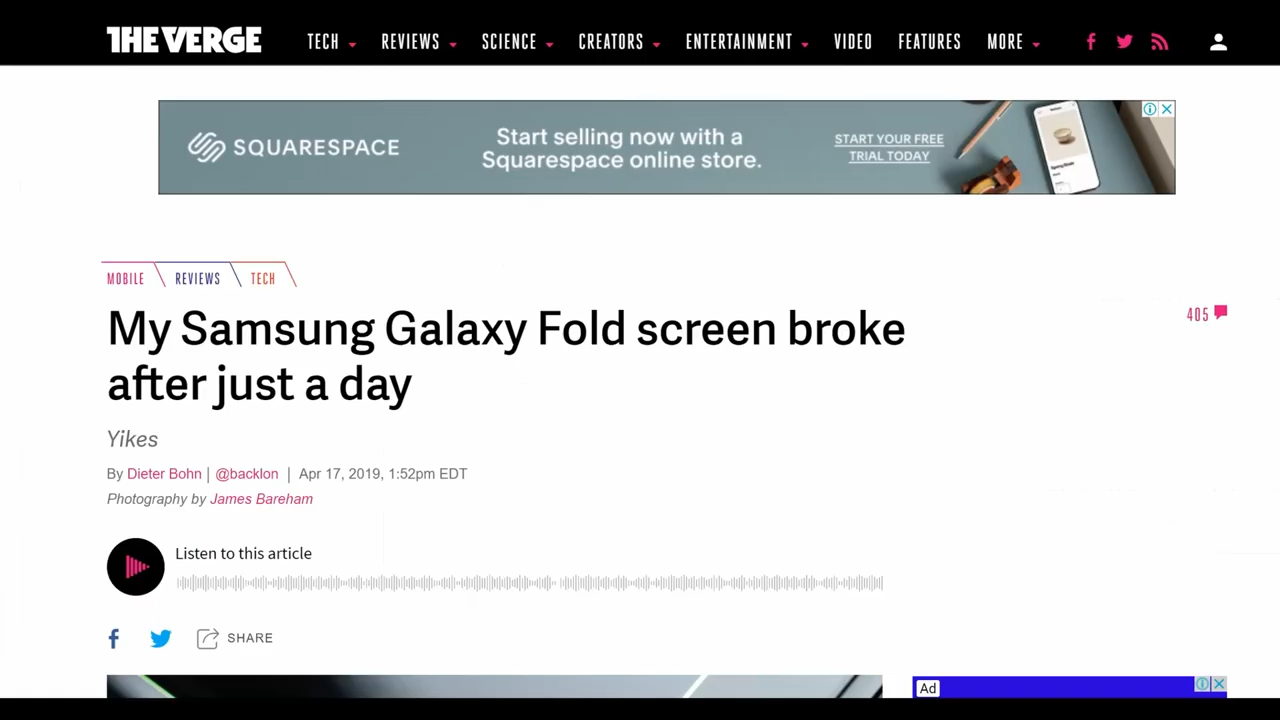 THE VERGE
TECH REVIEWS SCIENCE CREATORS ENTERTAINMENT VIDEO FEATURES MORE
SQUARESPACE
Start selling now with a
Squarespace online store.
START YOUR FREE
TRIAL TODAY
MOBILE REVIEWS TECH
My Samsung Galaxy Fold screen broke
after just a day
405
Yikes
By Dieter Bohn | @backlon | Apr 17, 2019, 1:52pm EDT
Photography by James Bareham
Listen to this article
SHARE
Ad